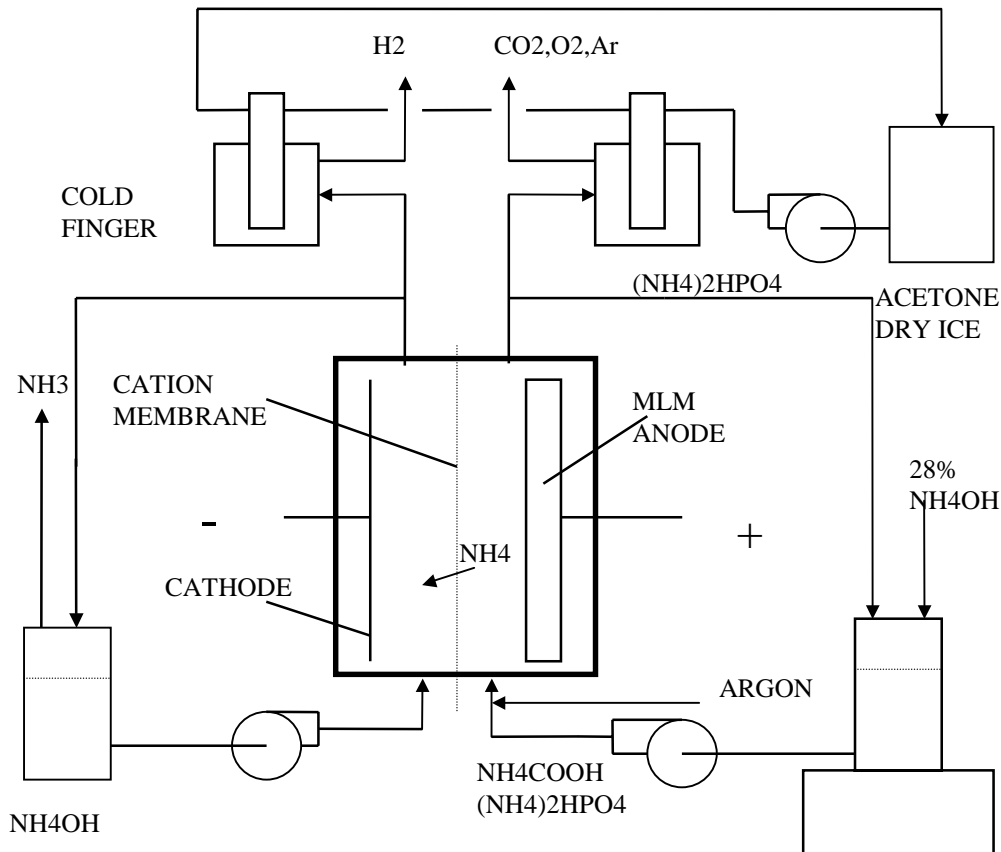 H2
CO2,O2,Ar
COLD
FINGER
(NH4)2HPO4
ACETONE
DRY ICE
NH3
CATION
MEMBRANE
MLM
ANODE
28%
NH4OH
-
+
NH4
CATHODE
ARGON
NH4COOH
(NH4)2HPO4
NH4OH